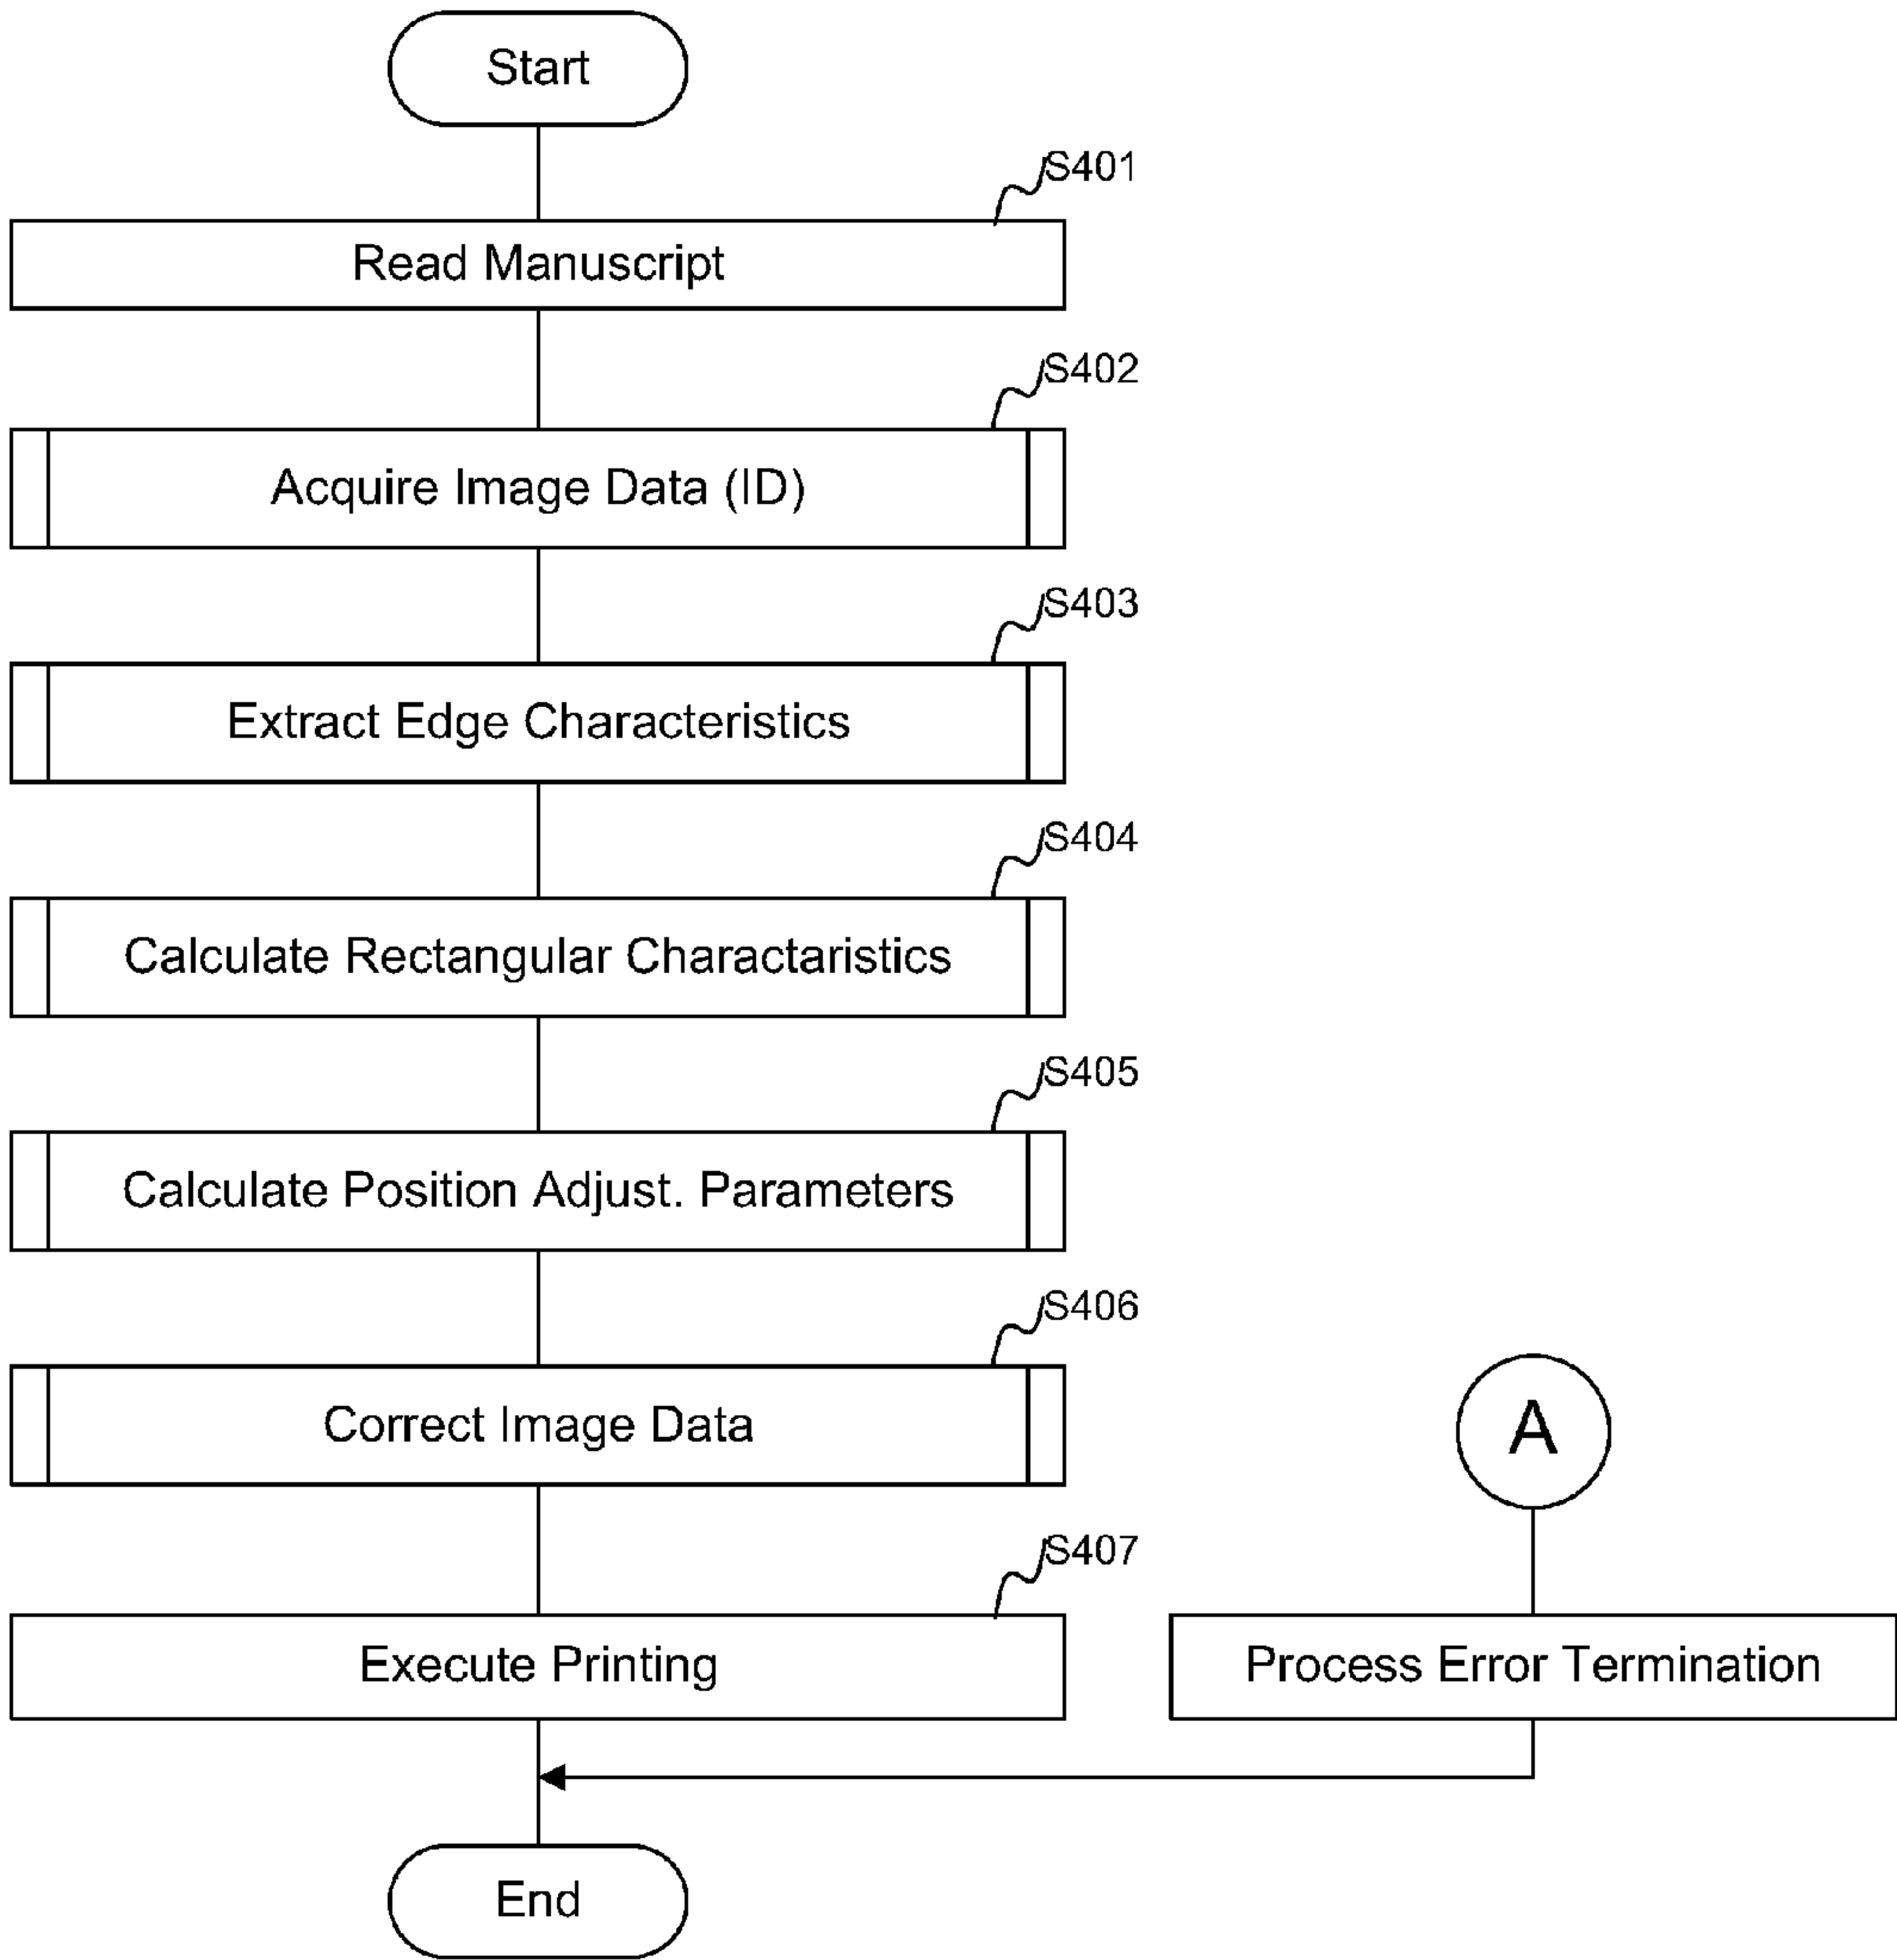 Start
S401
Read Manuscript
S402
Acquire Image Data (ID)
S403
Extract Edge Characteristics
S404
Calculate Rectangular Charactaristics
S405
Calculate Position Adjust. Parameters
S406
Correct Image Data
A
S407
Execute Printing
Process Error Termination
End